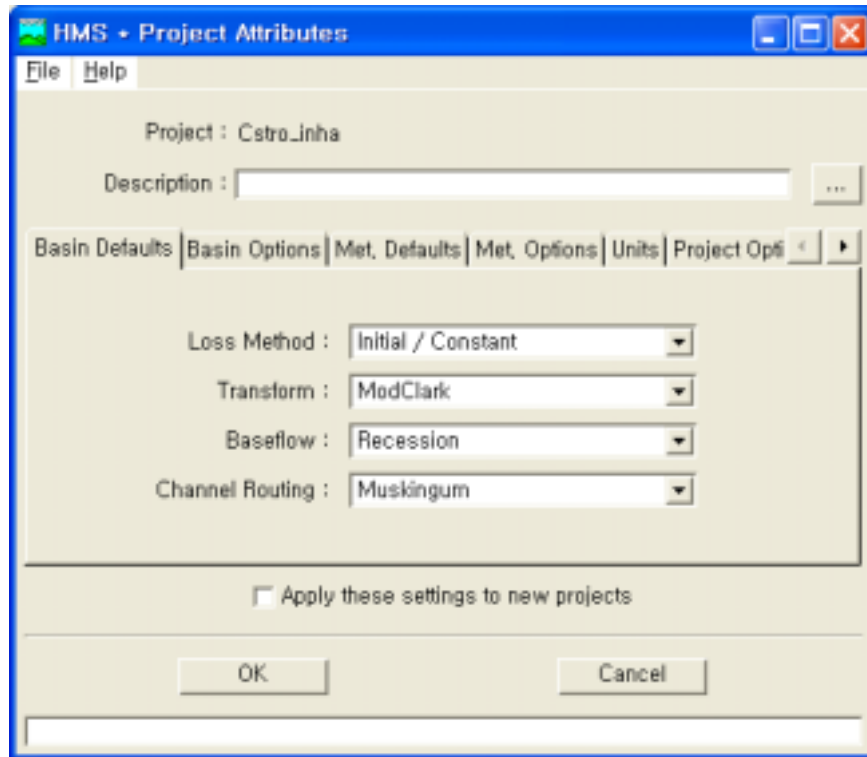 HMS * Project Attributes
File Help
Project : Cstro_inha
Description :
...
Basin Defaults Basin Options Met. Defaults Met. Options Units Project Opti
Loss Method : Initial / Constant
Transform : ModClark
Baseflow : Recession
Channel Routing : Muskingum
Apply these settings to new projects
OK Cancel